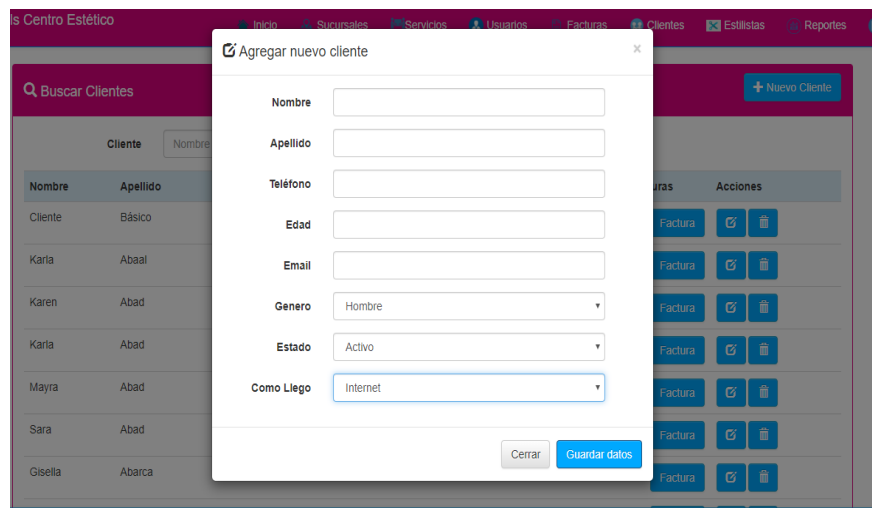 ls Centro Estético Inicio Sucursales Servicios Usuarios Facturas Clientes Estilistas Reportes
Agregar nuevo cliente ×
Buscar Clientes + Nuevo Cliente
Nombre
Apellido
Teléfono
Edad
Email
Genero Hombre
Estado Activo
Como Llego Internet
Cerrar Guardar datos
Cliente Nombre
Nombre Apellido uras Acciones
Cliente Básico Factura
Karla Abaal Factura
Karen Abad Factura
Karla Abad Factura
Mayra Abad Factura
Sara Abad Factura
Gisella Abarca Factura